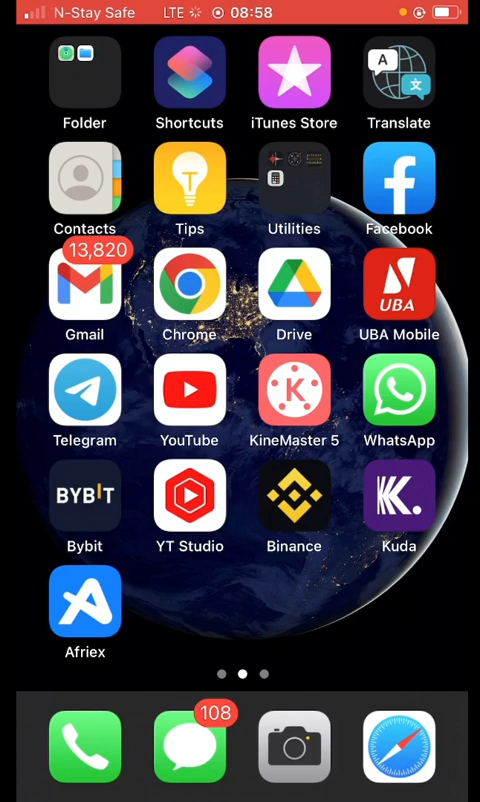 N-Stay Safe LTE 08:58
Folder Shortcuts iTunes Store Translate
A 文
Contacts Tips Utilities Facebook
13,820
UBA
Gmail Chrome Drive UBA Mobile
K
Telegram YouTube KineMaster 5 WhatsApp
BYBIT K.
Bybit YT Studio Binance Kuda
Afriex
108